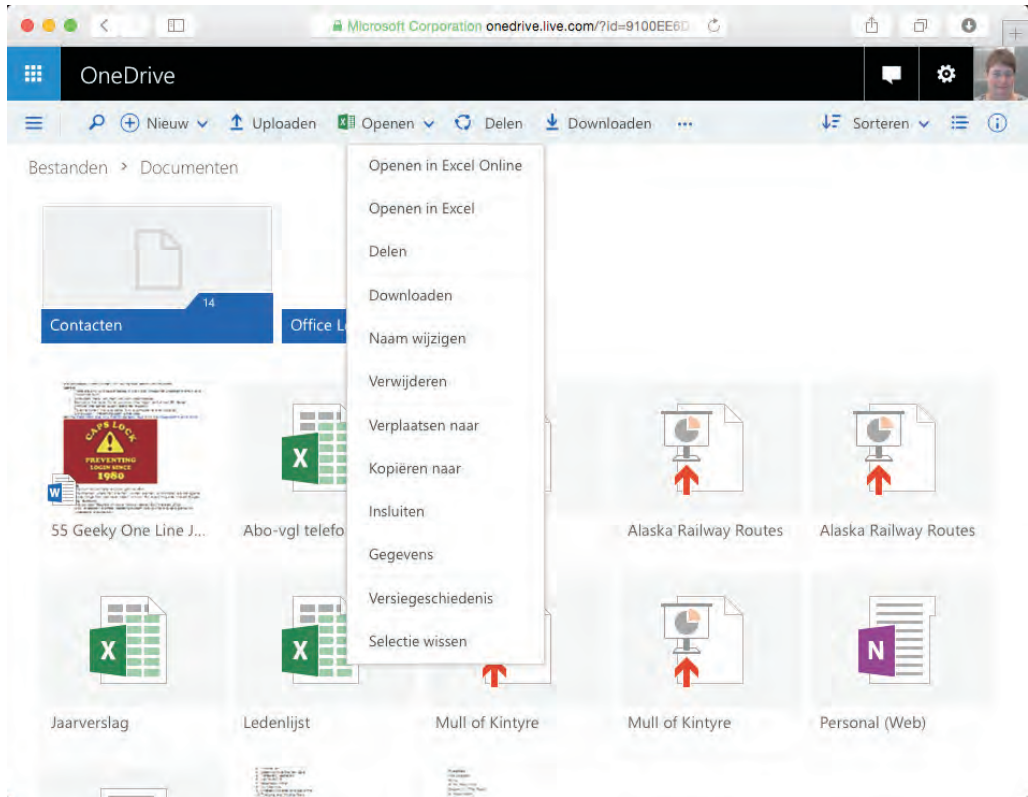 Microsoft Corporation onedrive.live.com/?id=9100EE6D
OneDrive
Nieuw Uploaden Openen Delen Downloaden ... Sorteren
Bestanden > Documenten
Openen in Excel Online
Openen in Excel
Delen
Downloaden
Naam wijzigen
Verwijderen
Verplaatsen naar
Kopiëren naar
Insluiten
Gegevens
Versiegeschiedenis
Selectie wissen
14
Contacten
Office L
CAPS LOCK
PREVENTING
LOGIN SINCE
1980
W
X
55 Geeky One Line J...
Abo-vgl telefo
Alaska Railway Routes
Alaska Railway Routes
X
X
N
Jaarverslag
Ledenlijst
Mull of Kintyre
Mull of Kintyre
Personal (Web)